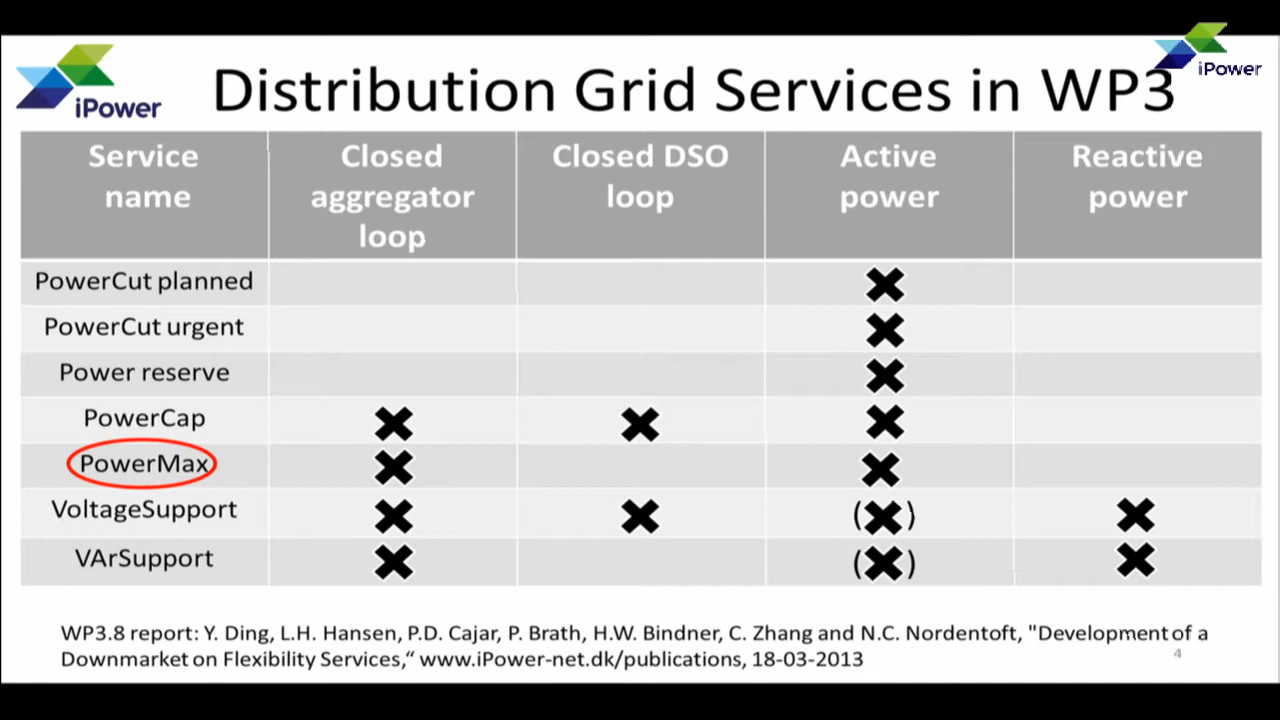 iPower
Distribution Grid Services in WP3
iPower
Service name
Closed aggregator loop
Closed DSO loop
Active power
Reactive power
PowerCut planned ✖
PowerCut urgent ✖
Power reserve ✖
PowerCap ✖ ✖ ✖
PowerMax ✖ ✖
VoltageSupport ✖ ✖ (✖) ✖
VArSupport ✖ (✖) ✖
WP3.8 report: Y. Ding, L.H. Hansen, P.D. Cajar, P. Brath, H.W. Bindner, C. Zhang and N.C. Nordentoft, "Development of a
Downmarket on Flexibility Services,“ www.iPower-net.dk/publications, 18-03-2013
4